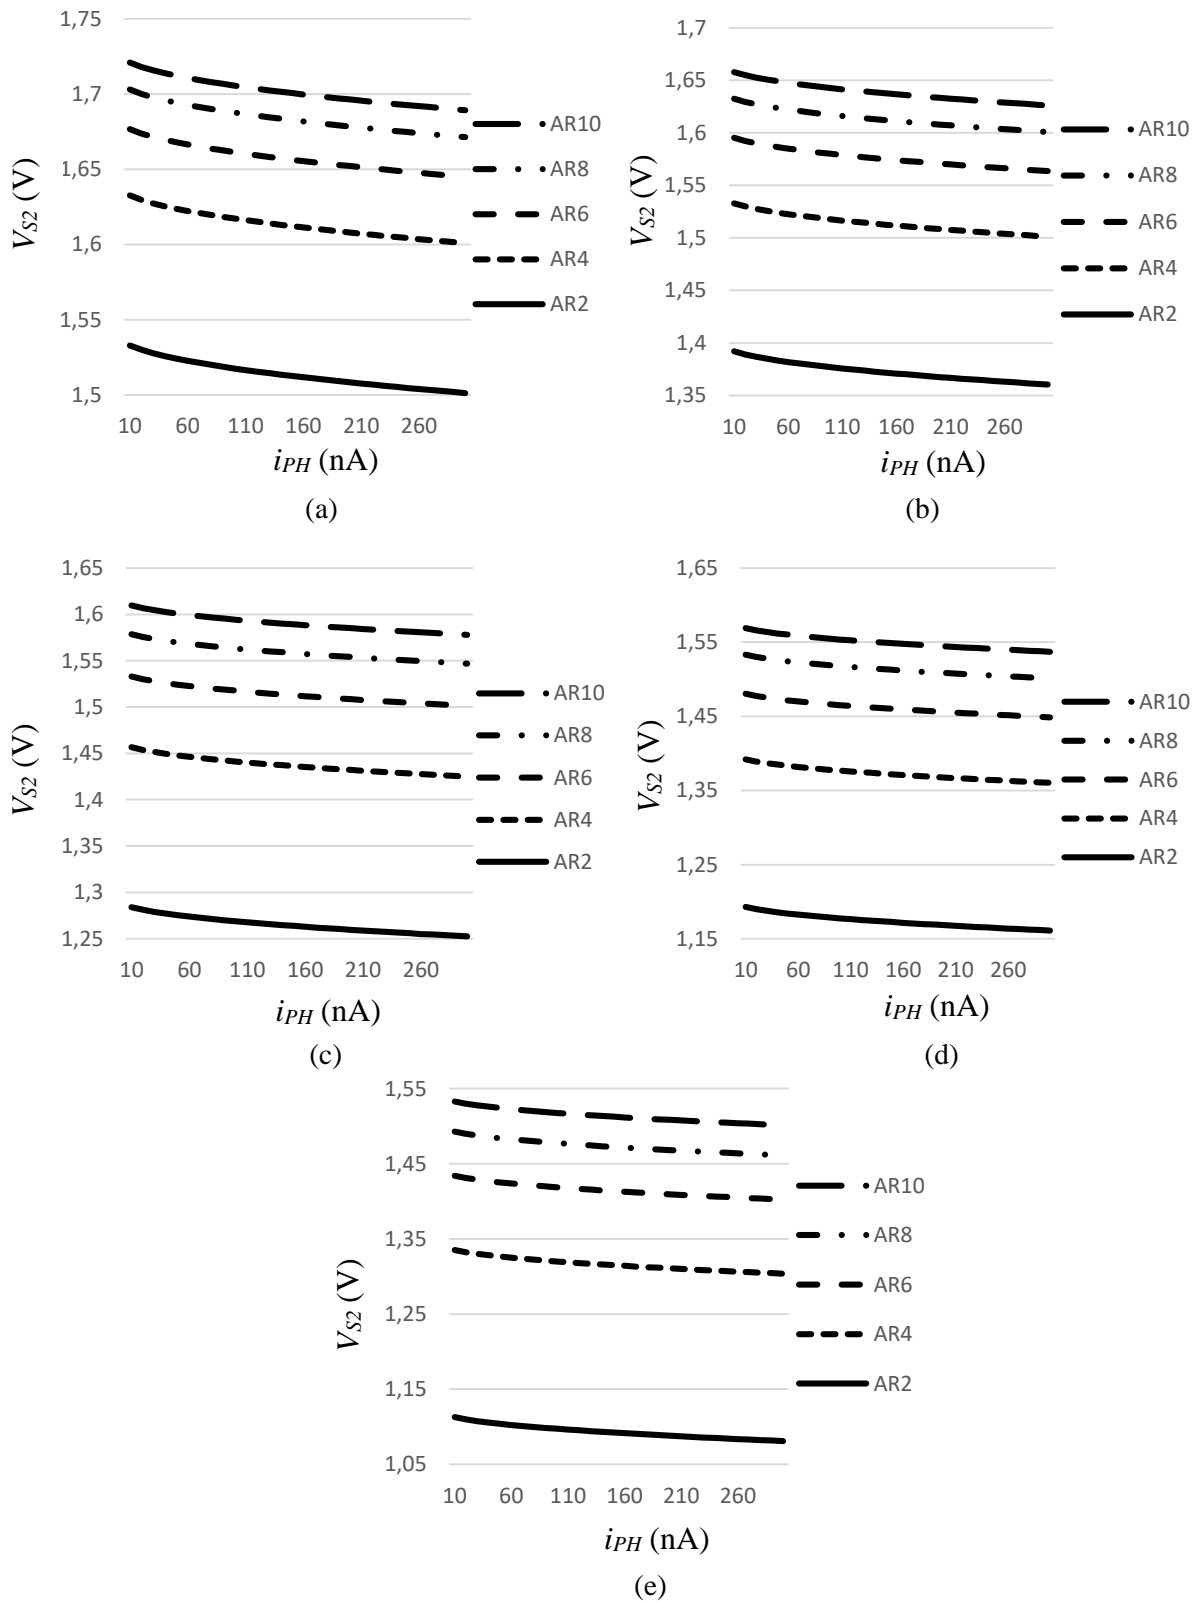 1,75
1,7
1,65
1,6
1,55
1,5
V_S2 (V)
10 60 110 160 210 260
i_PH (nA)
AR10
AR8
AR6
AR4
AR2
(a)
1,7
1,65
1,6
1,55
1,5
1,45
1,4
1,35
V_S2 (V)
10 60 110 160 210 260
i_PH (nA)
AR10
AR8
AR6
AR4
AR2
(b)
1,65
1,6
1,55
1,5
1,45
1,4
1,35
1,3
1,25
V_S2 (V)
10 60 110 160 210 260
i_PH (nA)
AR10
AR8
AR6
AR4
AR2
(c)
1,65
1,55
1,45
1,35
1,25
1,15
V_S2 (V)
10 60 110 160 210 260
i_PH (nA)
AR10
AR8
AR6
AR4
AR2
(d)
1,55
1,45
1,35
1,25
1,15
1,05
V_S2 (V)
10 60 110 160 210 260
i_PH (nA)
AR10
AR8
AR6
AR4
AR2
(e)